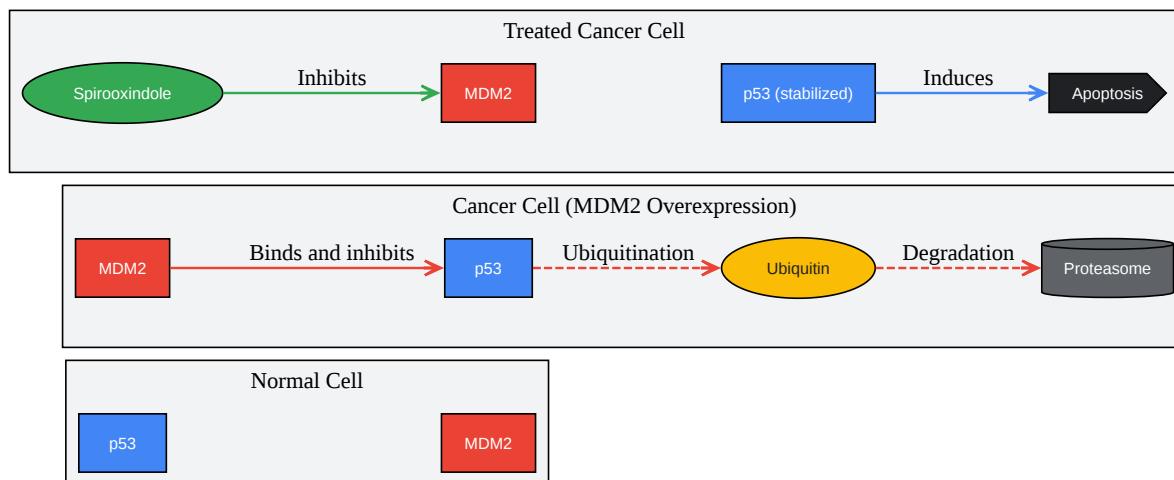 Treated Cancer Cell
Spirooxindole
Inhibits
MDM2
p53 (stabilized)
Induces
Apoptosis
Cancer Cell (MDM2 Overexpression)
MDM2
Binds and inhibits
p53
Ubiquitination
Ubiquitin
Degradation
Proteasome
Normal Cell
p53
MDM2